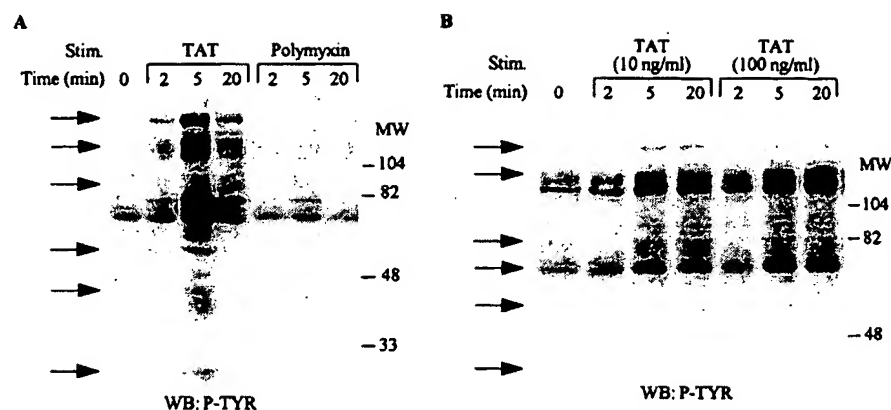 A
Stim. TAT Polymyxin
Time (min) 0 2 5 20 2 5 20
MW
– 104
– 82
– 48
– 33
WB: P-TYR
B
Stim. TAT (10 ng/ml) TAT (100 ng/ml)
Time (min) 0 2 5 20 2 5 20
MW
– 104
– 82
– 48
WB: P-TYR